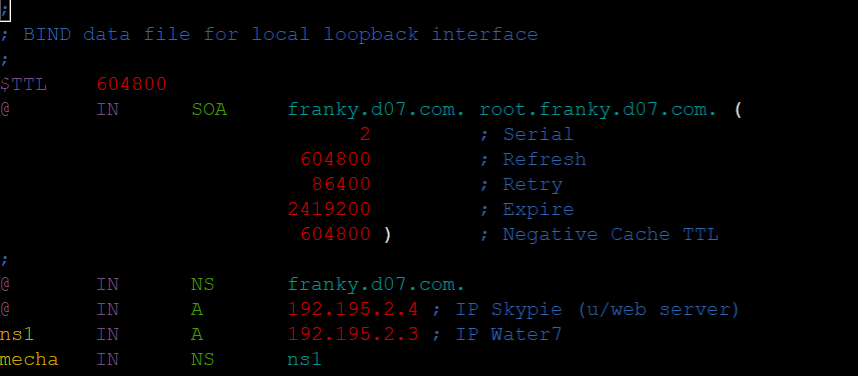 ;
; BIND data file for local loopback interface
;
$TTL    604800
@       IN      SOA     franky.d07.com. root.franky.d07.com. (
                              2         ; Serial
                         604800         ; Refresh
                          86400         ; Retry
                        2419200         ; Expire
                         604800 )       ; Negative Cache TTL
;
@       IN      NS      franky.d07.com.
@       IN      A       192.195.2.4 ; IP Skypie (u/web server)
ns1     IN      A       192.195.2.3 ; IP Water7
mecha   IN      NS      ns1